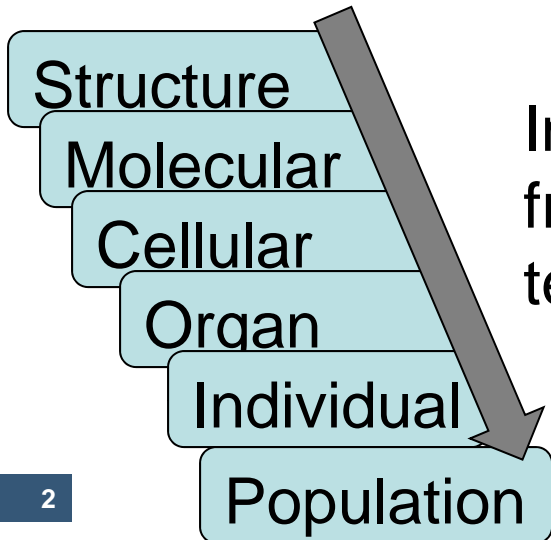 Structure
Molecular
Cellular
Organ
Individual
Population
2